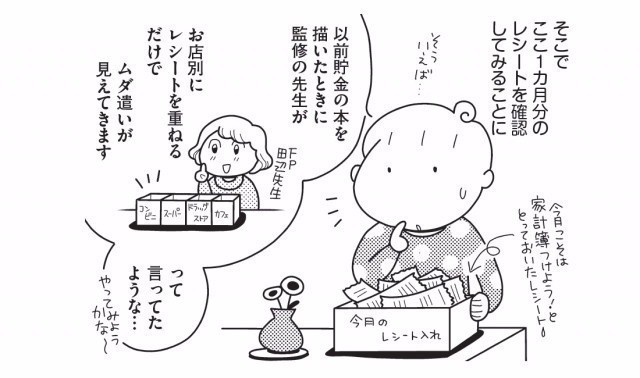 そこで
ここ1カ月分の
レシートを確認
してみることに
そう
いえば…
以前貯金の本を
描いたときに
監修の先生が
お店別に
レシートを重ねる
だけで
ムダ遣いが
見えてきます
FP
田辺先生
コンビニ
スーパー
ドラッグ
ストア
カフェ
って
言ってた
ような…
やってみよう
かな〜
今月こそは
家計簿つけよう!と
とっておいたレシート。
今月の
レシート入れ